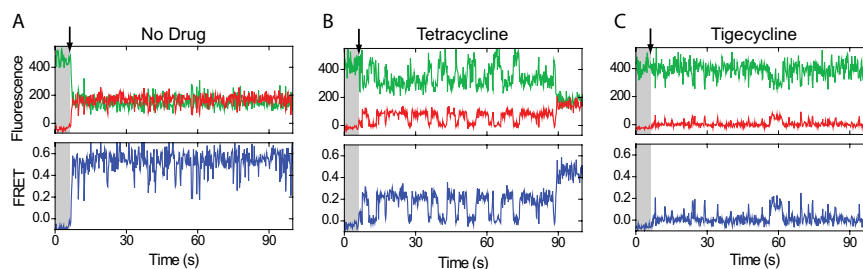 A B C
No Drug Tetracycline Tigecycline
Fluorescence
400 400 400
200 200 200
0 0 0
FRET
0.6 0.6 0.6
0.4 0.4 0.4
0.2 0.2 0.2
0.0 0.0 0.0
0 30 60 90 0 30 60 90 0 30 60 90
Time (s) Time (s) Time (s)